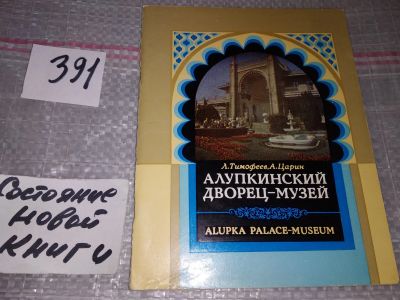 391
Состояние
новой
книги
Л.Тимофеев, А.Царин
АЛУПКИНСКИЙ
ДВОРЕЦ–МУЗЕЙ
ALUPKA PALACE–MUSEUM